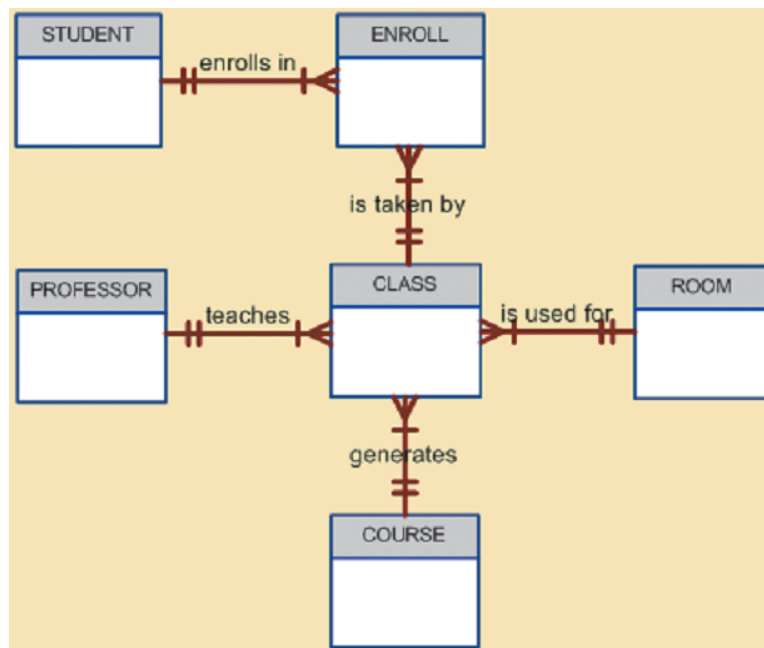 STUDENT
ENROLL
enrolls in
is taken by
PROFESSOR
CLASS
ROOM
teaches
is used for
generates
COURSE